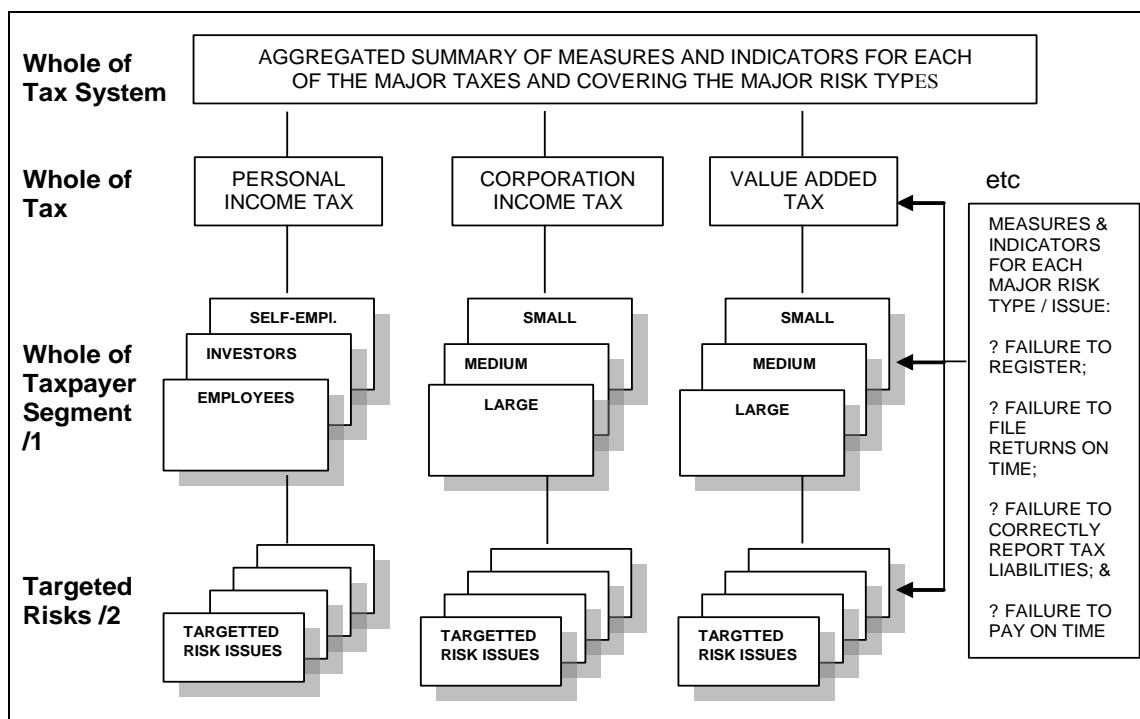 Whole of
Tax System
AGGREGATED SUMMARY OF MEASURES AND INDICATORS FOR EACH
OF THE MAJOR TAXES AND COVERING THE MAJOR RISK TYPES
Whole of
Tax
PERSONAL
INCOME TAX
CORPORATION
INCOME TAX
VALUE ADDED
TAX
etc
MEASURES &
INDICATORS
FOR EACH
MAJOR RISK
TYPE / ISSUE:
? FAILURE TO
REGISTER;
? FAILURE TO
FILE
RETURNS ON
TIME;
? FAILURE TO
CORRECTLY
REPORT TAX
LIABILITIES; &
? FAILURE TO
PAY ON TIME
Whole of
Taxpayer
Segment
/1
SELF-EMPl.
INVESTORS
EMPLOYEES
SMALL
MEDIUM
LARGE
SMALL
MEDIUM
LARGE
Targeted
Risks /2
TARGETTED
RISK ISSUES
TARGETTED
RISK ISSUES
TARGTTED
RISK ISSUES